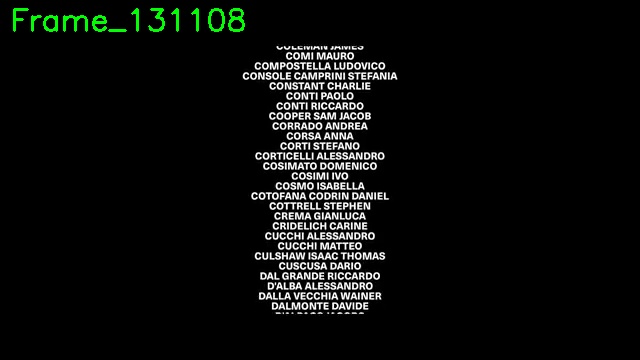 Frame_131108
COLEMAN JAMES
COMI MAURO
COMPOSTELLA LUDOVICO
CONSOLE CAMPRINI STEFANIA
CONSTANT CHARLIE
CONTI PAOLO
CONTI RICCARDO
COOPER SAM JACOB
CORRADO ANDREA
CORSA ANNA
CORTI STEFANO
CORTICELLI ALESSANDRO
COSIMATO DOMENICO
COSIMI IVO
COSMO ISABELLA
COTOFANA CODRIN DANIEL
COTTRELL STEPHEN
CREMA GIANLUCA
CRIDELICH CARINE
CUCCHI ALESSANDRO
CUCCHI MATTEO
CULSHAW ISAAC THOMAS
CUSCUSA DARIO
DAL GRANDE RICCARDO
D'ALBA ALESSANDRO
DALLA VECCHIA WAINER
DALMONTE DAVIDE